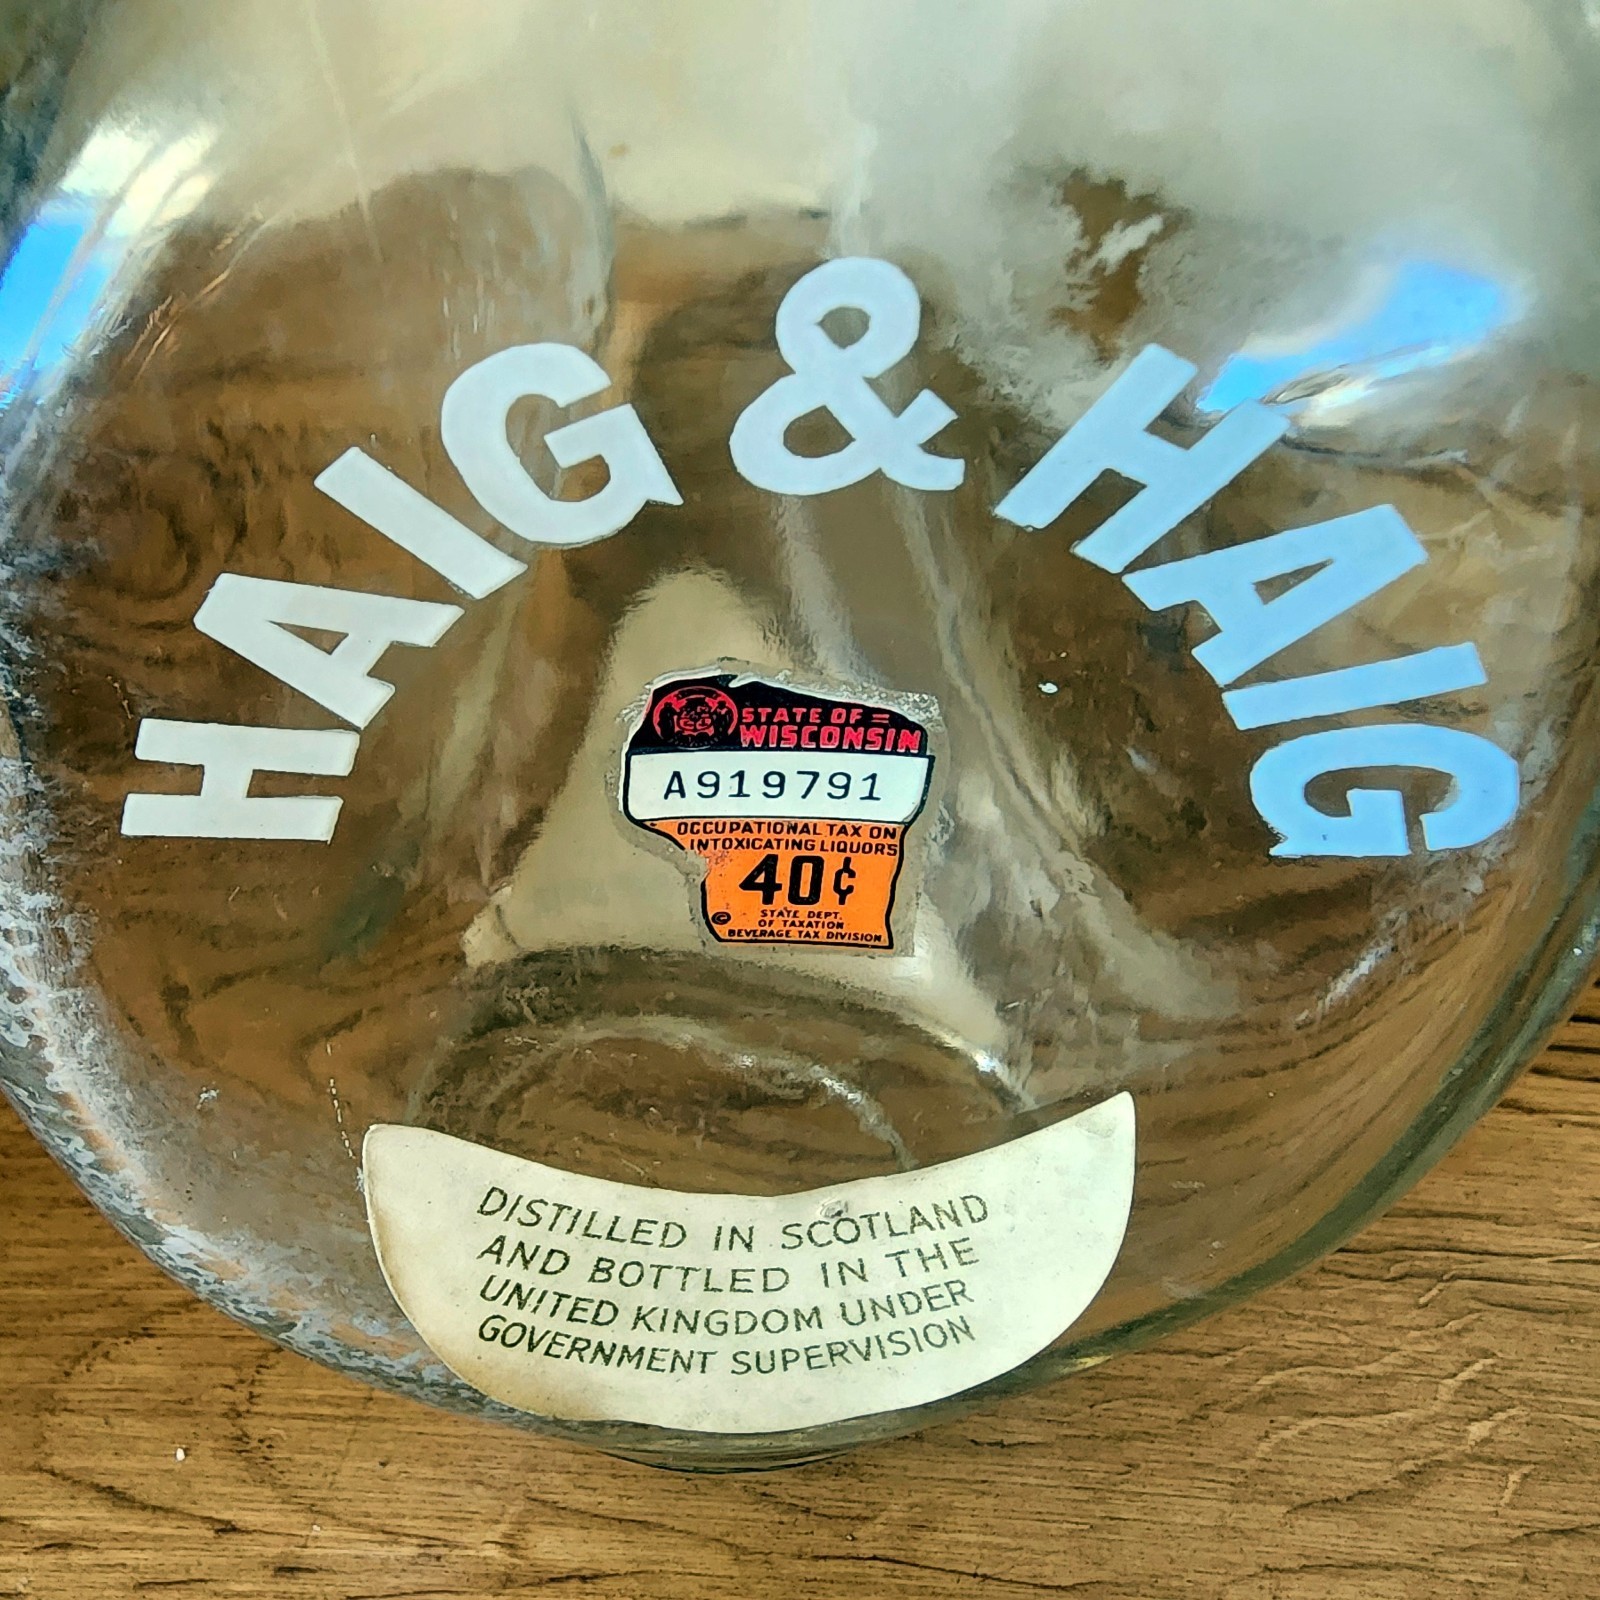 HAIG & HAIG
STATE OF
WISCONSIN
A919791
OCCUPATIONAL TAX ON
INTOXICATING LIQUORS
40¢
©
STATE DEPT.
OF TAXATION
BEVERAGE TAX DIVISION
DISTILLED IN SCOTLAND
AND BOTTLED IN THE
UNITED KINGDOM UNDER
GOVERNMENT SUPERVISION